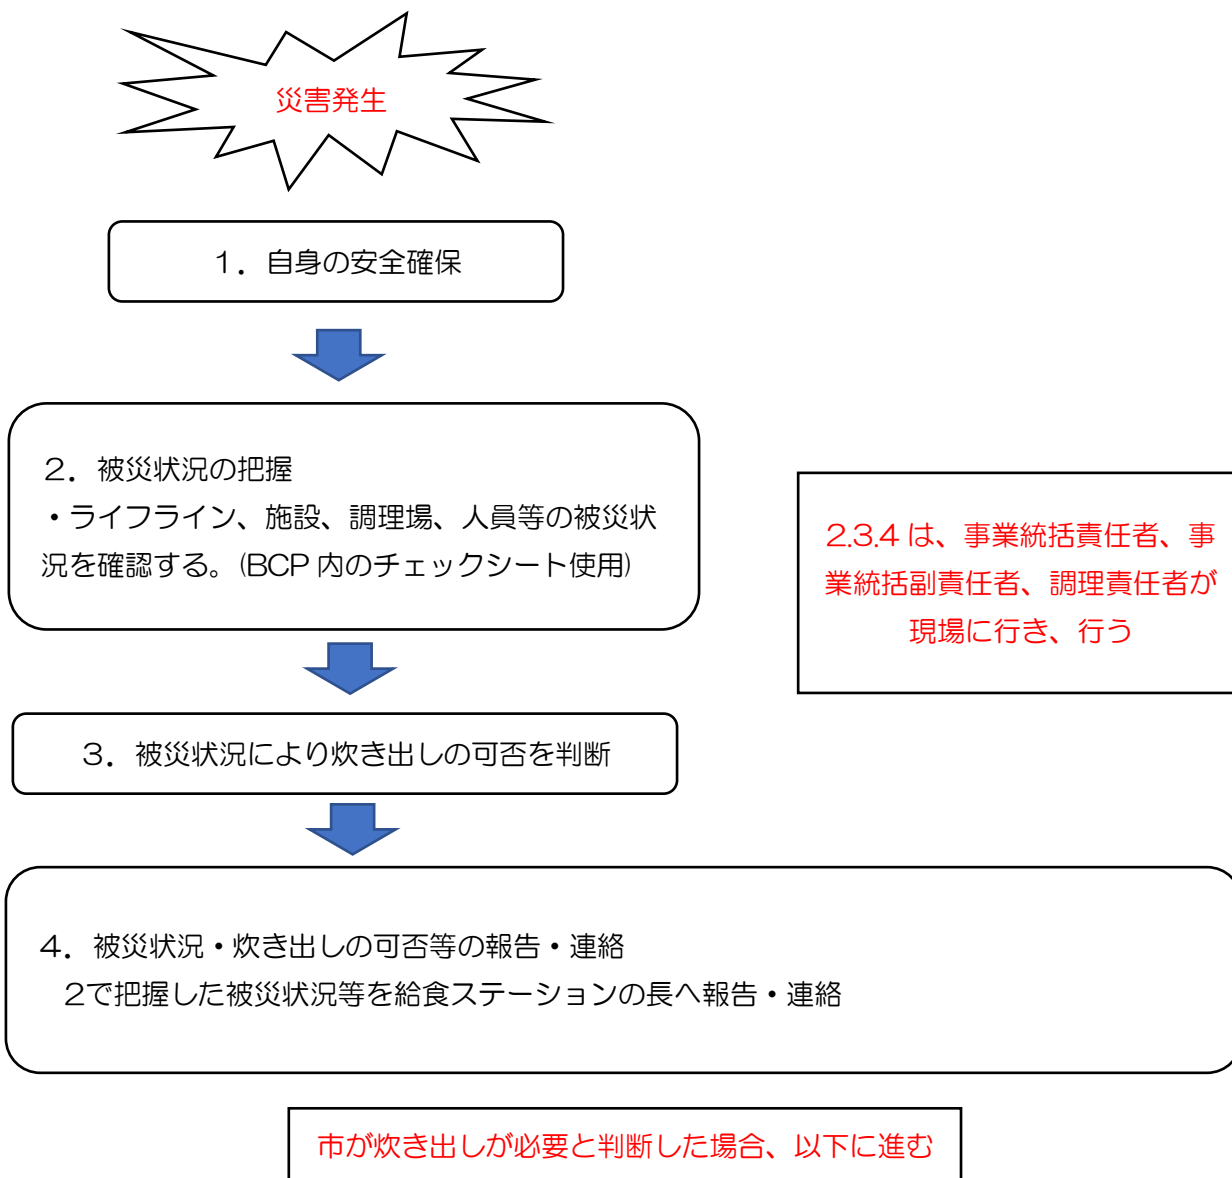 災害発生
１．自身の安全確保
２．被災状況の把握
・ライフライン、施設、調理場、人員等の被災状
況を確認する。(BCP 内のチェックシート使用)
2.3.4 は、事業統括責任者、事
業統括副責任者、調理責任者が
現場に行き、行う
３．被災状況により炊き出しの可否を判断
４．被災状況・炊き出しの可否等の報告・連絡
２で把握した被災状況等を給食ステーションの長へ報告・連絡
市が炊き出しが必要と判断した場合、以下に進む